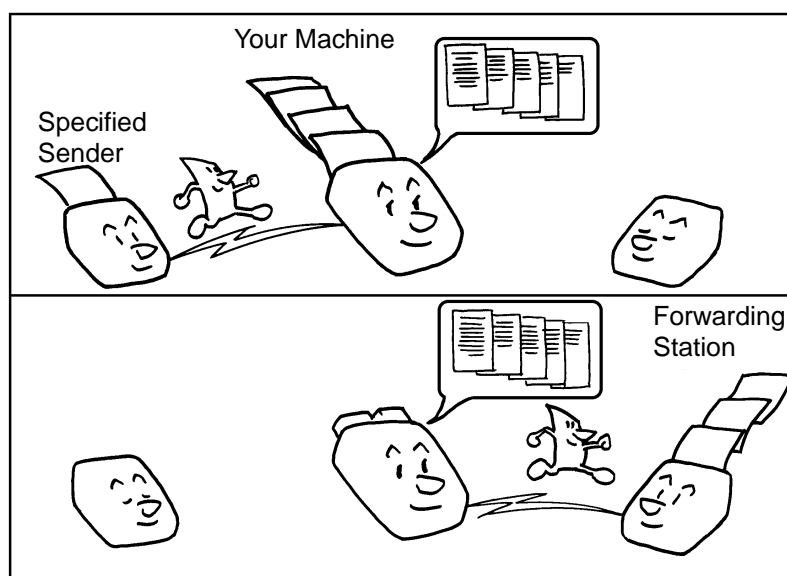 Your Machine
Specified
Sender
Forwarding
Station